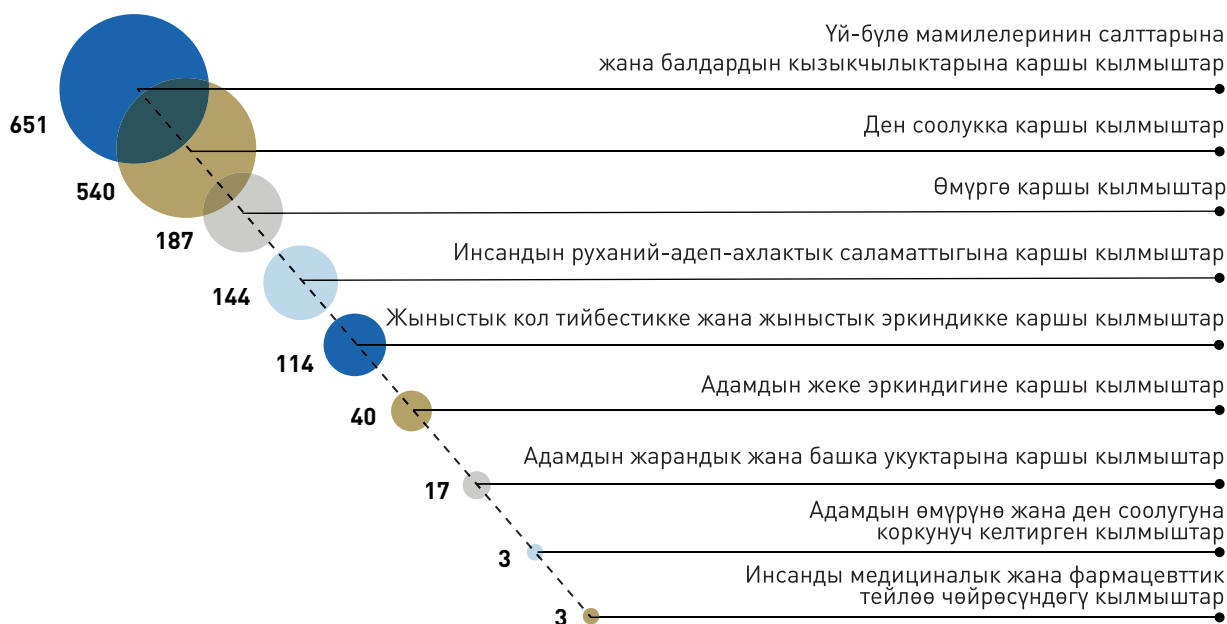 Үй-бүлө мамилелеринин салттарына
жана балдардын кызыкчылыктарына каршы кылмыштар
651
Ден соолукка каршы кылмыштар
540
Өмүргө каршы кылмыштар
187
Инсандын руханий-адеп-ахлактык саламаттыгына каршы кылмыштар
144
Жыныстык кол тийбестикке жана жыныстык эркиндикке каршы кылмыштар
114
Адамдын жеке эркиндигине каршы кылмыштар
40
Адамдын жарандык жана башка укуктарына каршы кылмыштар
17
Адамдын өмүрүнө жана ден соолугуна
коркунуч келтирген кылмыштар
3
Инсанды медициналык жана фармацевттик
тейлөө чөйрөсүндөгү кылмыштар
3